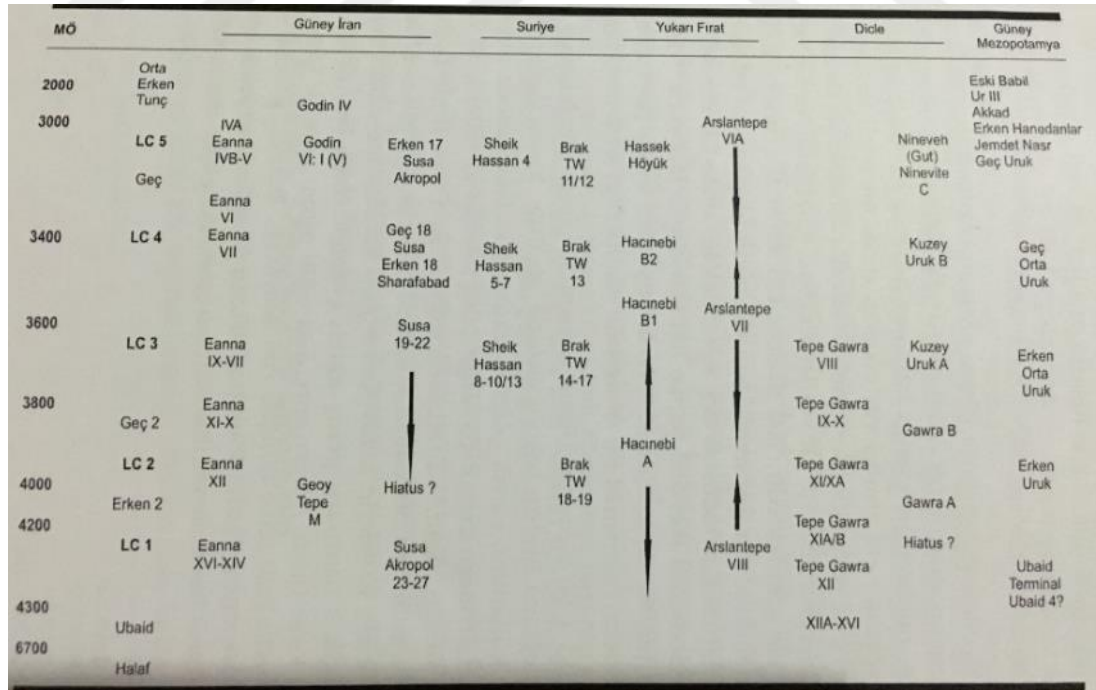 MÖ Güney İran Suriye Yukarı Fırat Dicle Güney
Mezopotamya
Orta Eski Babil
2000 Erken Ur III
Tunç Godin IV Akkad
3000 IVA Arslantepe Erken Hanedanlar
LC 5 Eanna Godin Erken 17 Sheik Brak Hassek VIA Nineveh Jemdet Nasr
IVB-V VI: I (V) Susa Hassan 4 TW Höyük (Gut) Geç Uruk
Geç Akropol 11/12 Ninevite
C
Eanna
VI
3400 LC 4 Eanna Geç 18 Hacınebi Kuzey Geç
VII Susa Sheik Brak B2 Uruk B Orta
Erken 18 Hassan TW Uruk
Sharafabad 5-7 13
Hacınebi Arslantepe
3600 Susa B1 VII
LC 3 Eanna 19-22 Sheik Brak Tepe Gawra Kuzey Erken
IX-VII Hassan TW VIII Uruk A Orta
8-10/13 14-17 Uruk
3800 Eanna Tepe Gawra
Geç 2 XI-X IX-X Gawra B
Hacınebi
LC 2 Eanna Brak A Tepe Gawra Erken
4000 XII Geoy Hiatus ? TW XI/XA Uruk
Erken 2 Tepe 18-19 Gawra A
4200 M Tepe Gawra
LC 1 Eanna Susa Arslantepe XIA/B Hiatus ?
XVI-XIV Akropol VIII Tepe Gawra Ubaid
23-27 XII Terminal
4300 Ubaid 4?
Ubaid XIIA-XVI
6700
Halaf